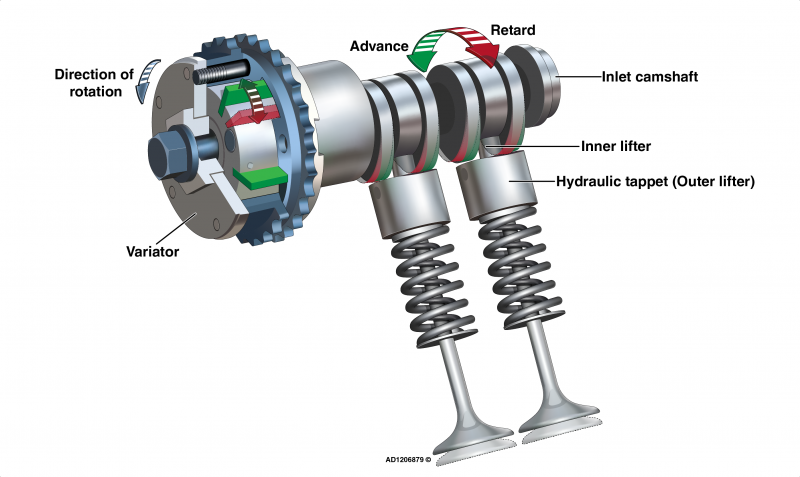 Retard
Advance
Direction of
rotation
Inlet camshaft
Inner lifter
Hydraulic tappet (Outer lifter)
Variator
AD1206879 ©